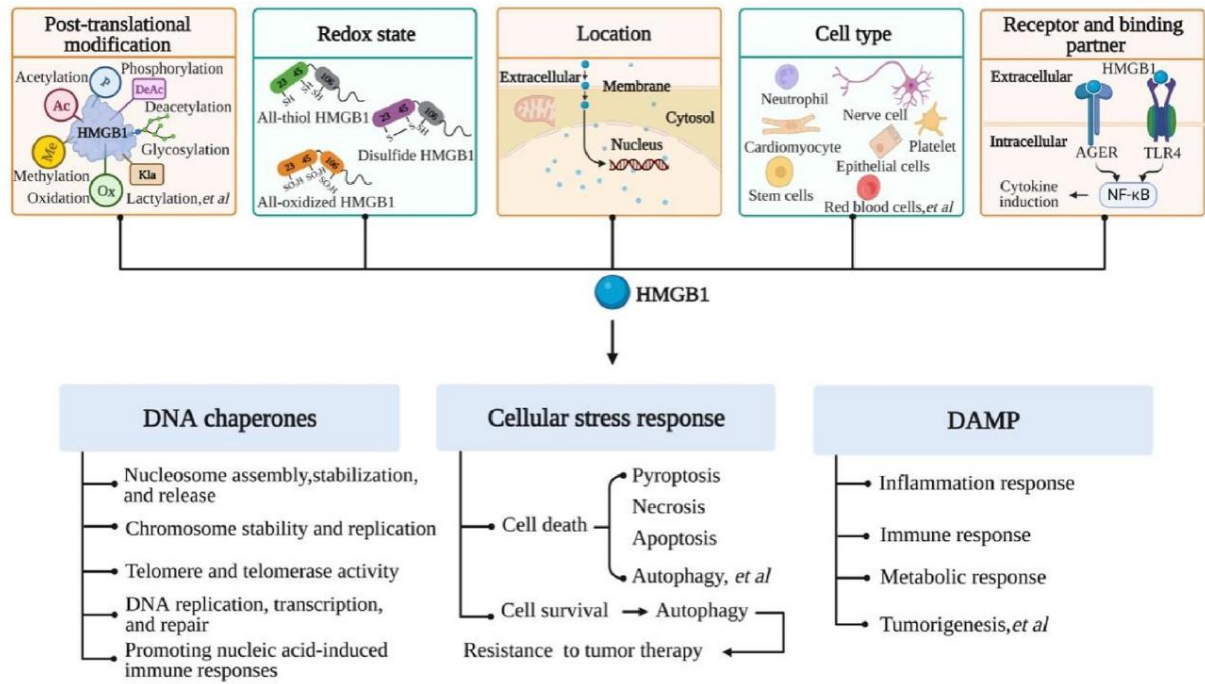 Post-translational
modification
Acetylation
P
Phosphorylation
DeAc
Ac
Deacetylation
HMGB1
Me
Glycosylation
Methylation
Kla
Oxidation
Ox
Lactylation,et al
Redox state
23 45 106
SH
SH
SH
All-thiol HMGB1
23 45 106
S
S
SH
Disulfide HMGB1
23 45 106
SO₃H
SO₃H
SO₃H
All-oxidized HMGB1
Location
Extracellular
Membrane
Cytosol
Nucleus
Cell type
Neutrophil
Nerve cell
Cardiomyocyte
Platelet
Epithelial cells
Stem cells
Red blood cells,et al
Receptor and binding
partner
HMGB1
Extracellular
Intracellular
AGER
TLR4
Cytokine
induction
NF-κB
HMGB1
DNA chaperones
Nucleosome assembly,stabilization,
and release
Chromosome stability and replication
Telomere and telomerase activity
DNA replication, transcription,
and repair
Promoting nucleic acid-induced
immune responses
Cellular stress response
Cell death
Pyroptosis
Necrosis
Apoptosis
Autophagy, et al
Cell survival
Autophagy
Resistance to tumor therapy
DAMP
Inflammation response
Immune response
Metabolic response
Tumorigenesis,et al